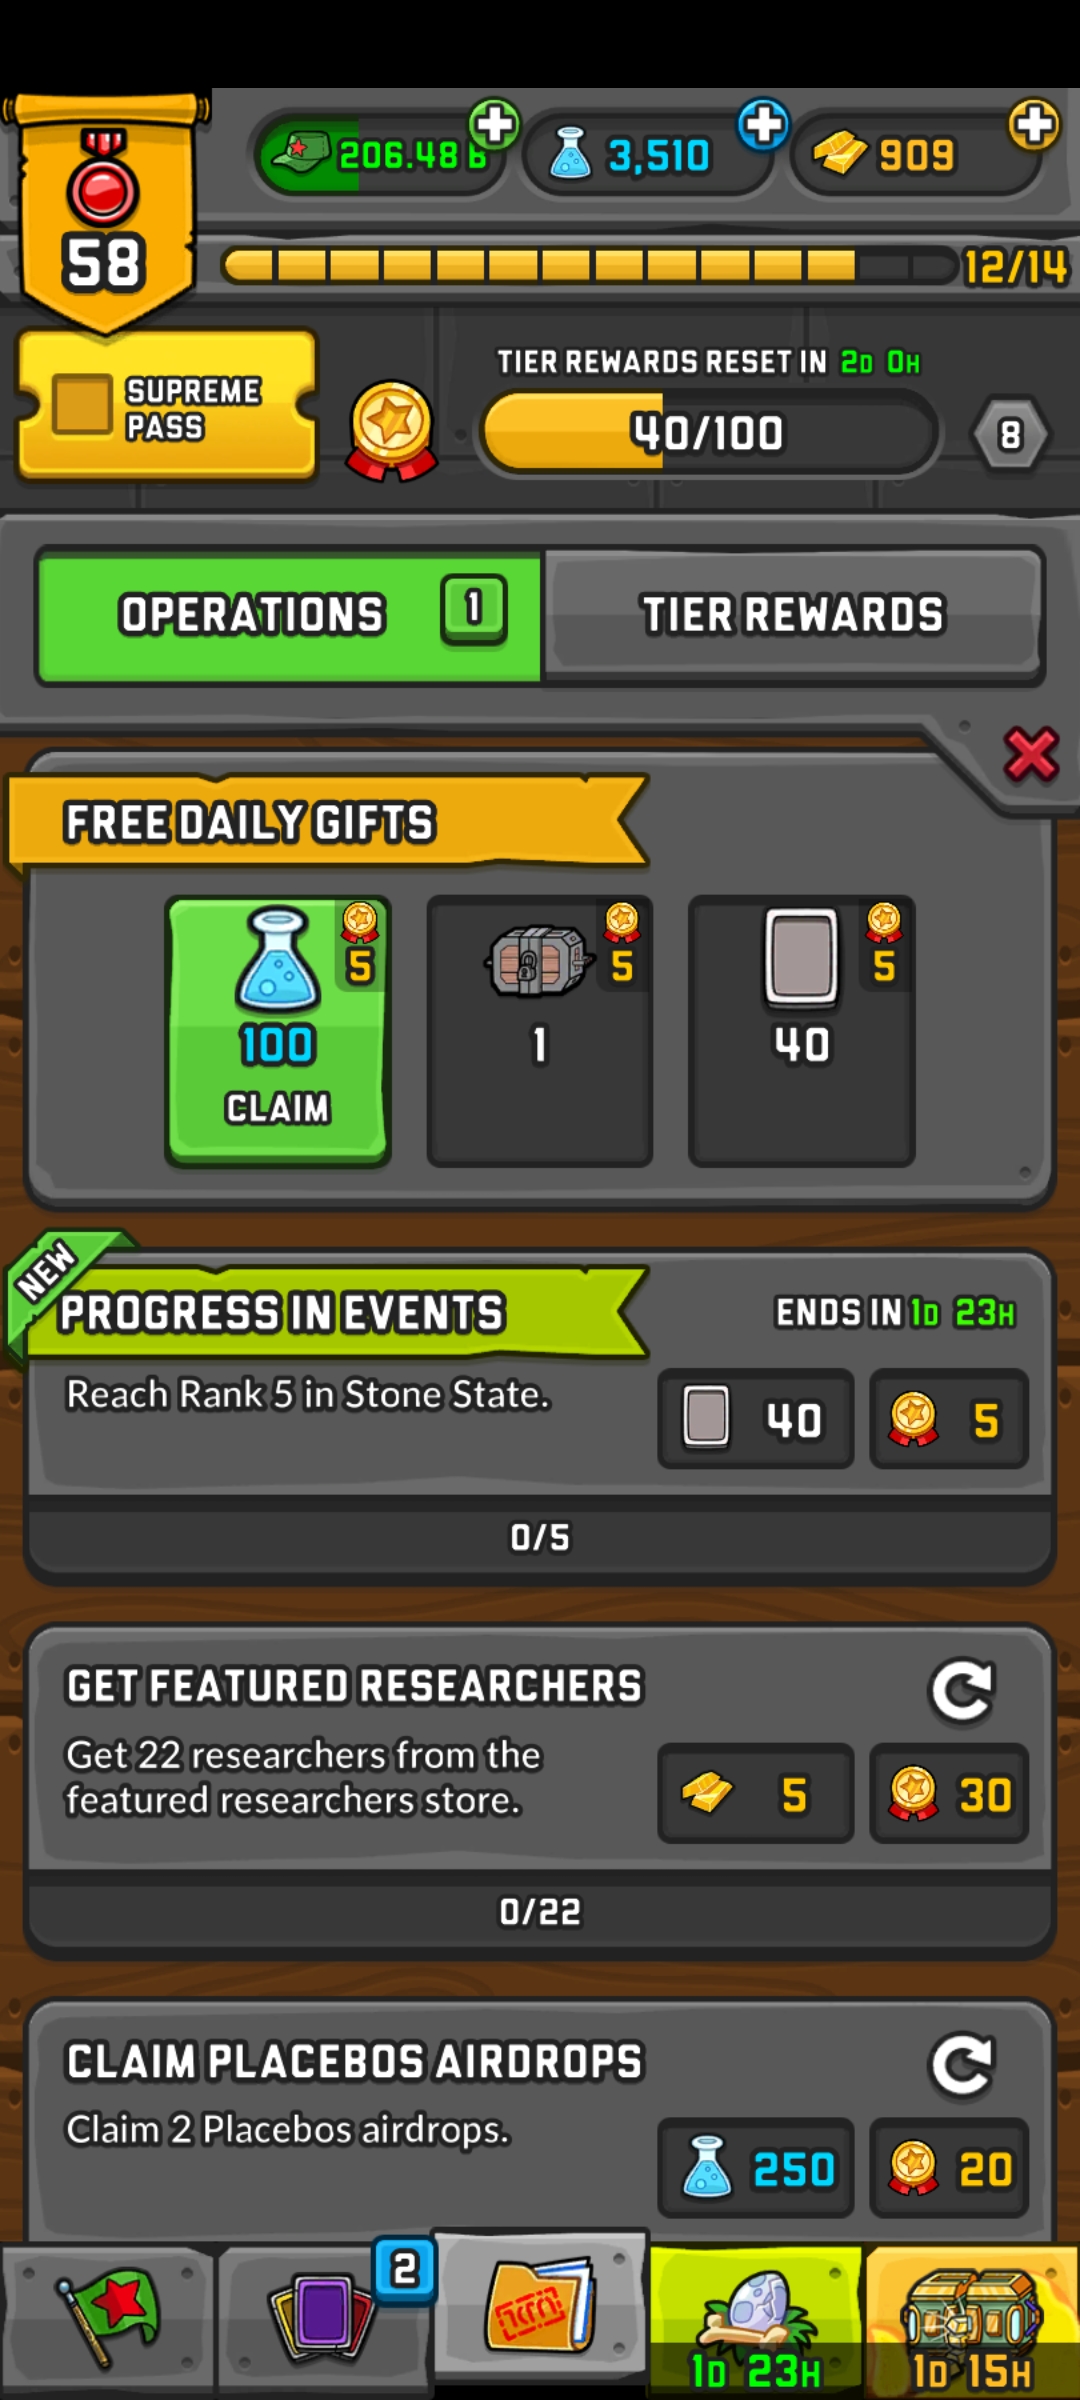 206.48 B
3,510
909
58
12/14
SUPREME
PASS
TIER REWARDS RESET IN 2D 0H
40/100
8
OPERATIONS
1
TIER REWARDS
FREE DAILY GIFTS
5
5
5
100
1
40
CLAIM
NEW
PROGRESS IN EVENTS
ENDS IN 1D 23H
Reach Rank 5 in Stone State.
40
5
0/5
GET FEATURED RESEARCHERS
Get 22 researchers from the
featured researchers store.
5
30
0/22
CLAIM PLACEBOS AIRDROPS
Claim 2 Placebos airdrops.
250
20
2
1D 23H
1D 15H